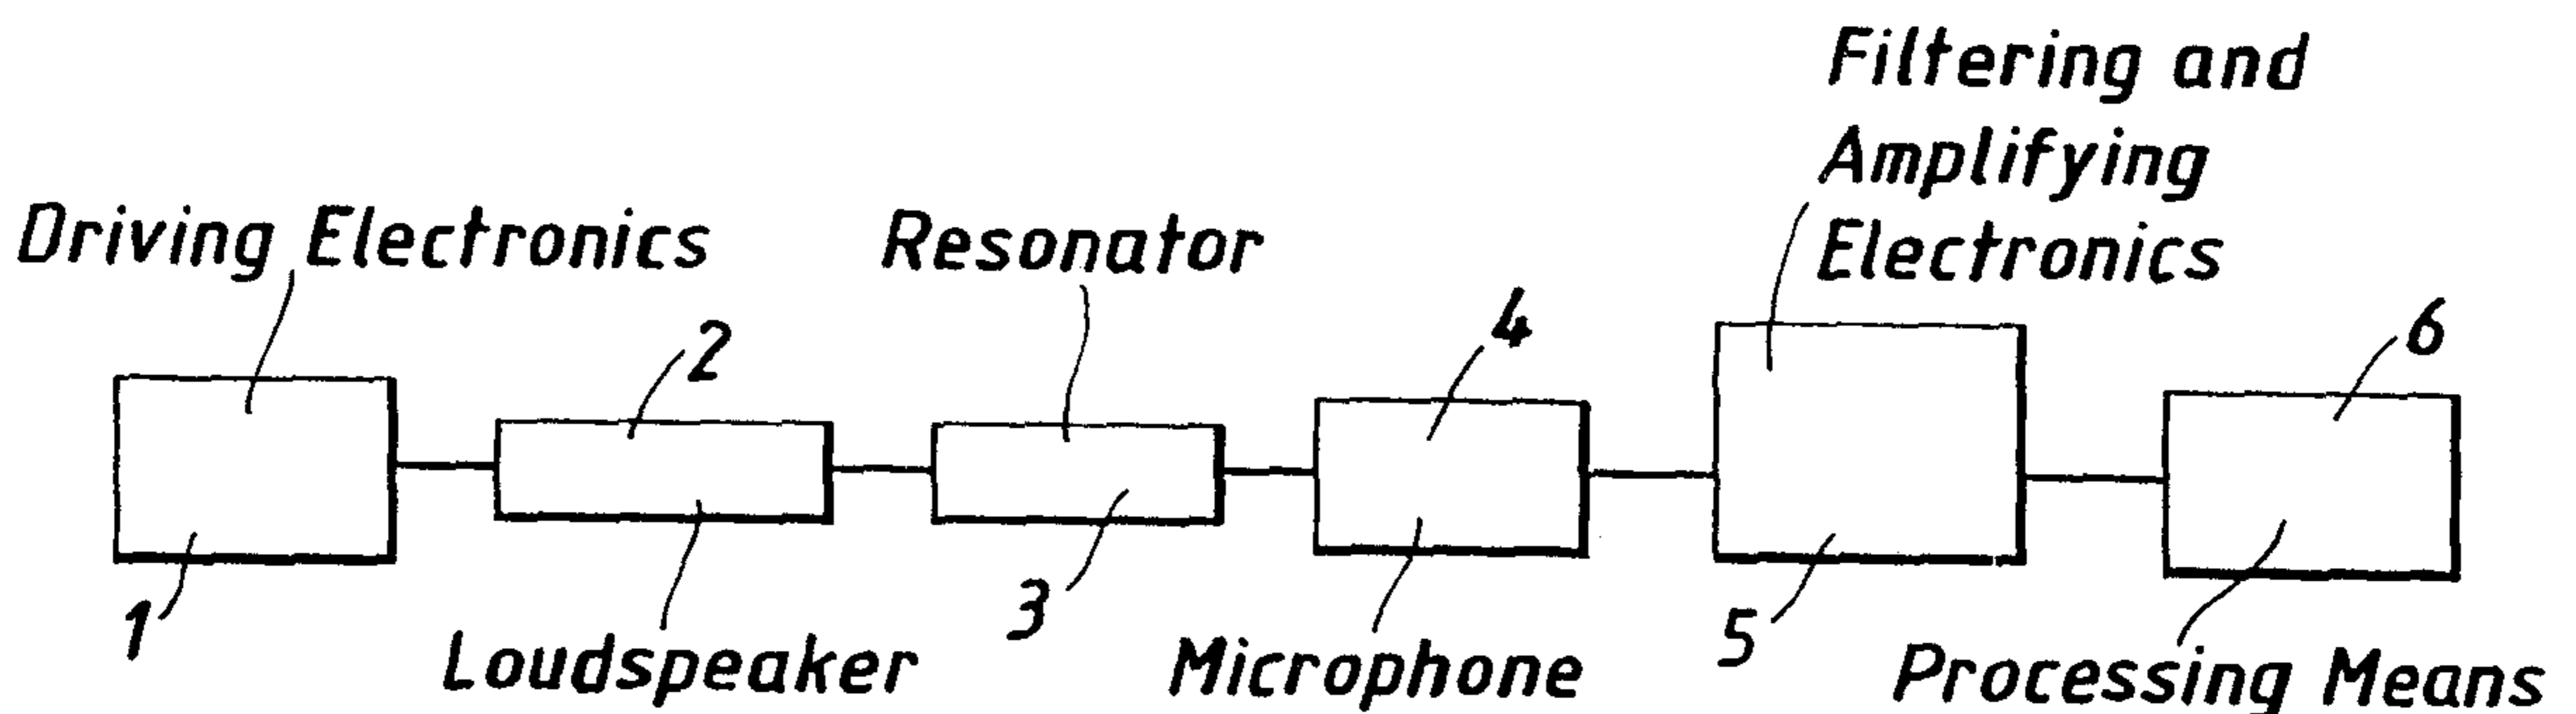 Filtering and
Amplifying
Electronics
Driving Electronics
Resonator
2
4
6
1
Loudspeaker
3
Microphone
5
Processing Means